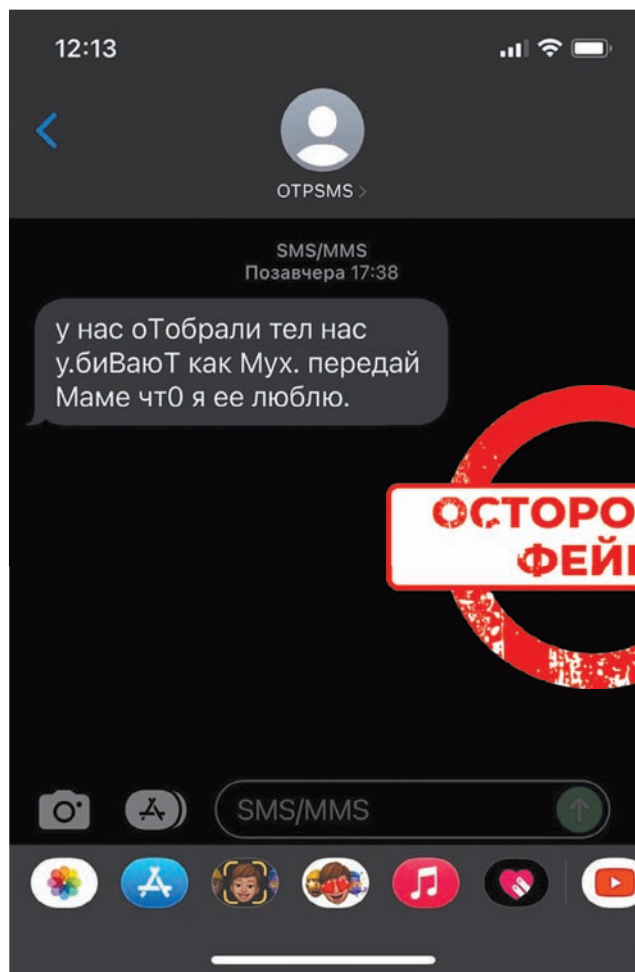 12:13
OTPSMS
SMS/MMS
Позавчера 17:38
у нас оТобрали тел нас
у.биВаюТ как Мух. передай
Маме чт0 я ее люблю.
ОСТОРО
ФЕЙ
SMS/MMS